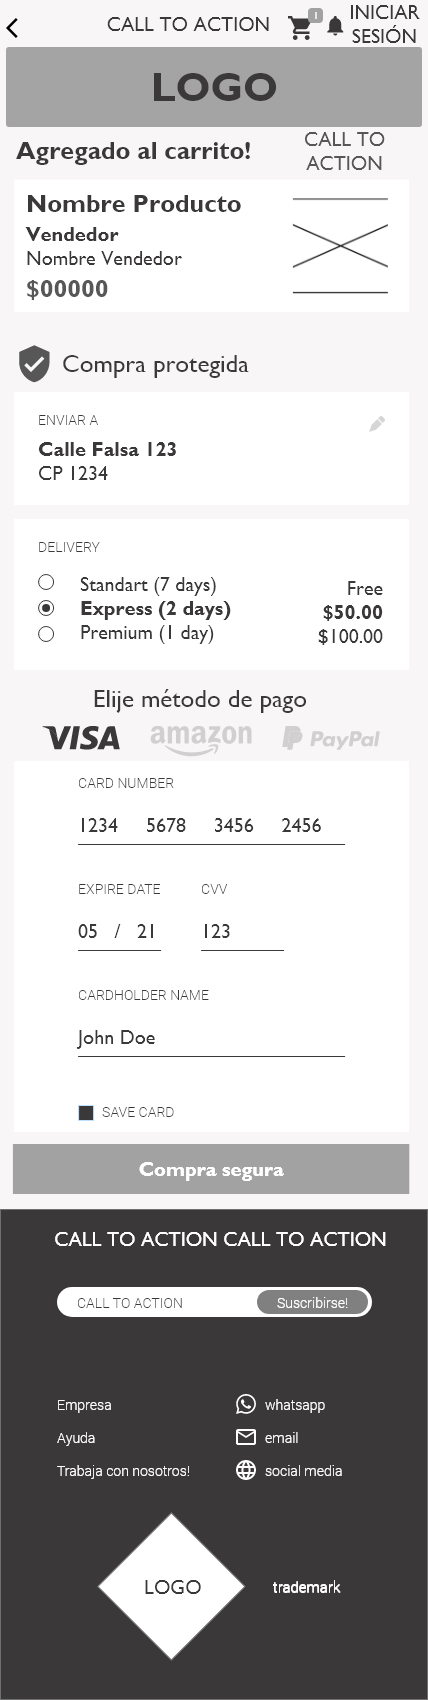 CALL TO ACTION
1
INICIAR
SESIÓN
LOGO
Agregado al carrito!
CALL TO
ACTION
Nombre Producto
Vendedor
Nombre Vendedor
$00000
Compra protegida
ENVIAR A
Calle Falsa 123
CP 1234
DELIVERY
Standart (7 days) Free
Express (2 days) $50.00
Premium (1 day) $100.00
Elije método de pago
VISA amazon PayPal
CARD NUMBER
1234 5678 3456 2456
EXPIRE DATE CVV
05 / 21 123
CARDHOLDER NAME
John Doe
SAVE CARD
Compra segura
CALL TO ACTION CALL TO ACTION
CALL TO ACTION Suscribirse!
Empresa whatsapp
Ayuda email
Trabaja con nosotros! social media
LOGO trademark